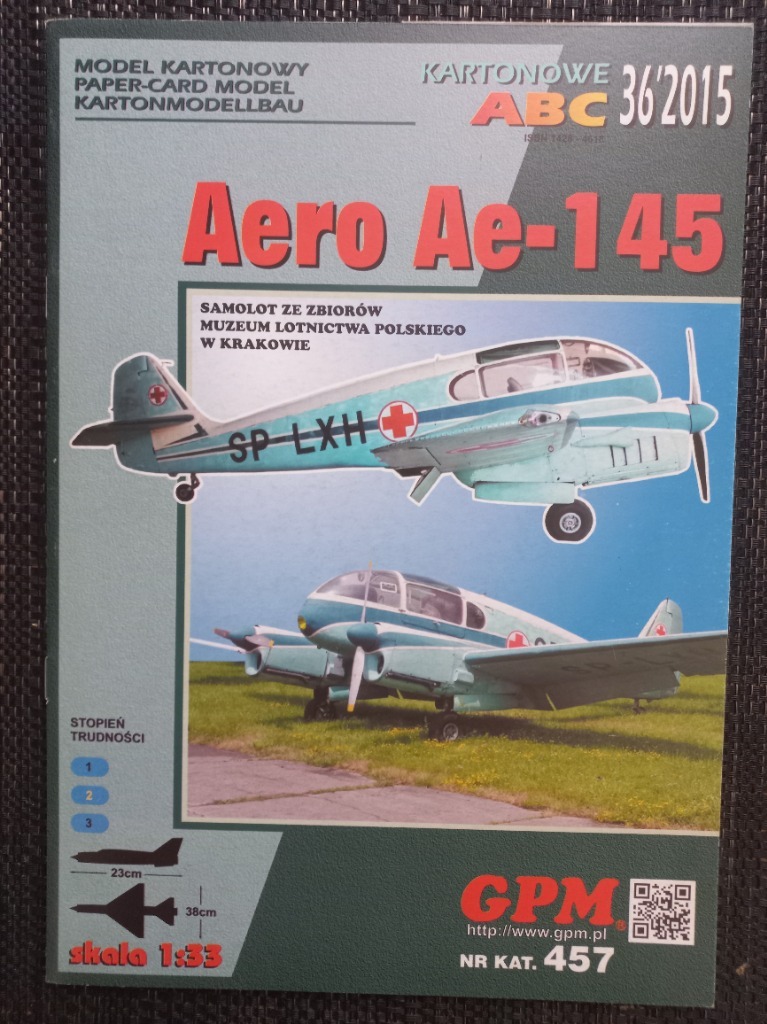 MODEL KARTONOWY
PAPER-CARD MODEL
KARTONMODELLBAU
KARTONOWE
ABC 36'2015
Aero Ae-145
SAMOLOT ZE ZBIORÓW
MUZEUM LOTNICTWA POLSKIEGO
W KRAKOWIE
SP-LXH
STOPIEŃ
TRUDNOŚCI
1
2
3
23cm
38cm
skala 1:33
GPM®
http://www.gpm.pl
NR KAT. 457